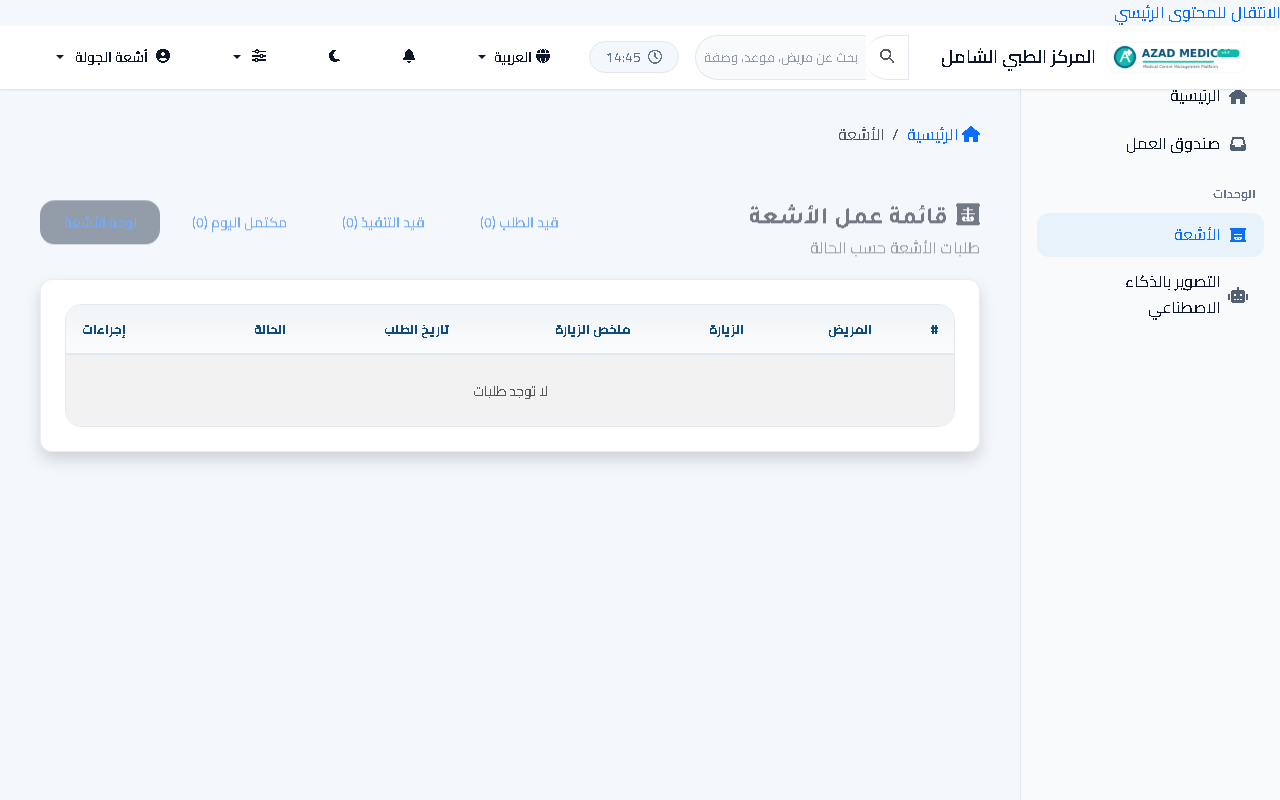 الانتقال للمحتوى الرئيسي
AZAD MEDIC
Medical Centre Management Platform
المركز الطبي الشامل
بحث عن مريض، موعد، وصفة
14:45
العربية
أشعة الجولة
الرئيسية
صندوق العمل
الوحدات
الأشعة
التصوير بالذكاء
الاصطناعي
الرئيسية / الأشعة
قائمة عمل الأشعة
طلبات الأشعة حسب الحالة
قيد الطلب (0)
قيد التنفيذ (0)
مكتمل اليوم (0)
لوحة الأشعة
# المريض الزيارة ملخص الزيارة تاريخ الطلب الحالة إجراءات
لا توجد طلبات